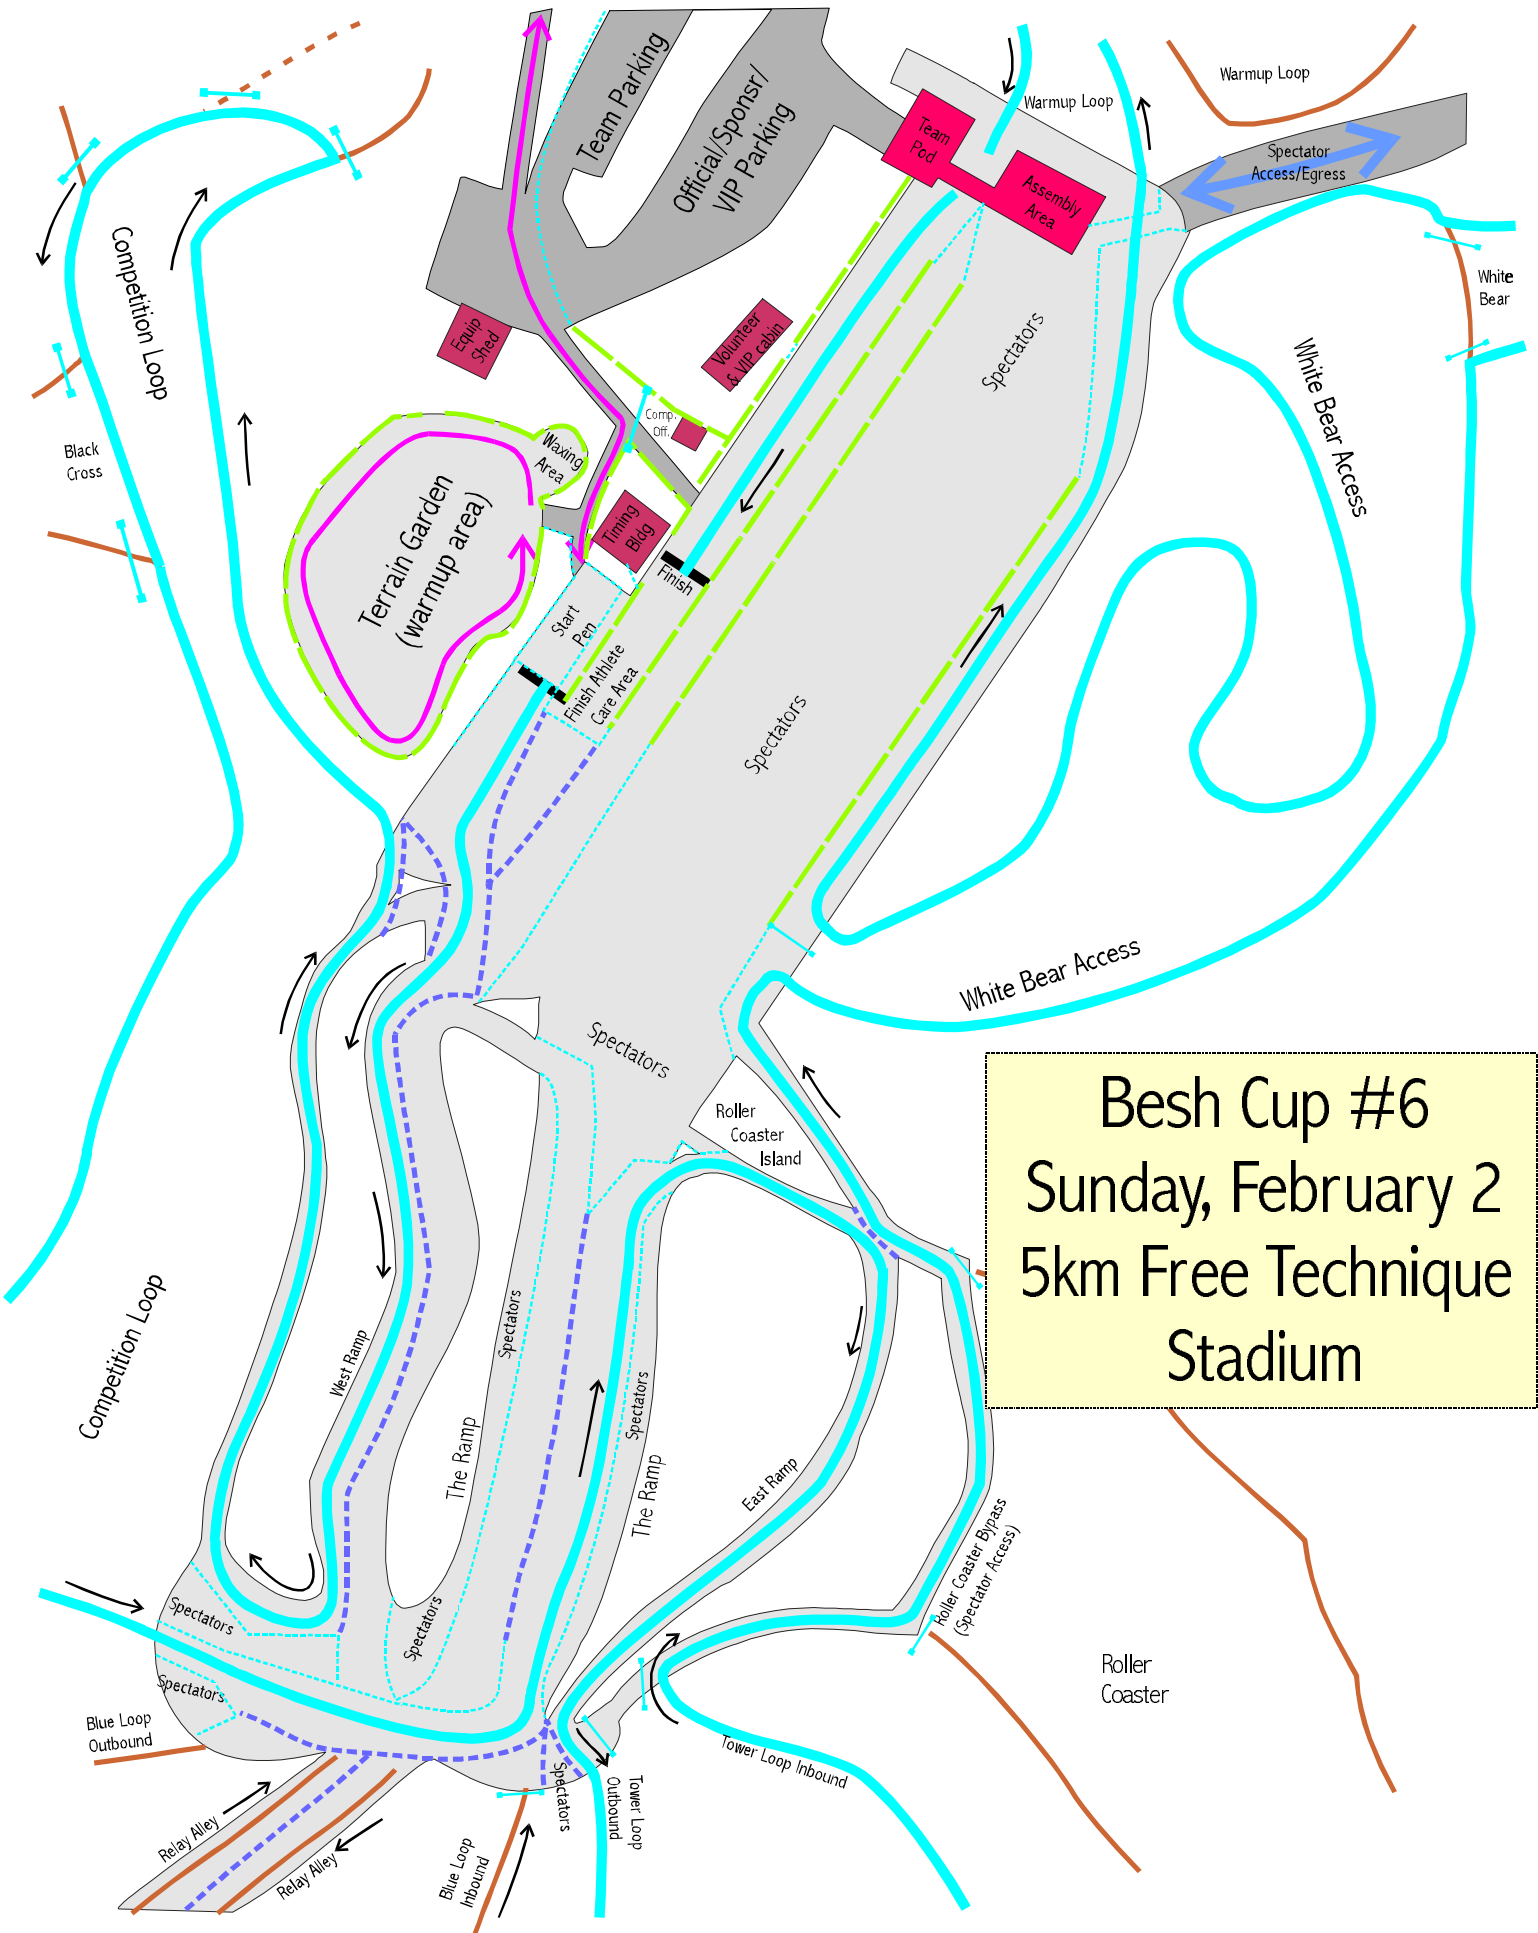 Team Parking
Official/Sponsr/
VIP Parking
Team
Pod
Assembly
Area
Warmup Loop
Warmup Loop
Spectator
Access/Egress
White
Bear
Competition Loop
Equip
Shed
Volunteer
& VIP cabin
Comp.
Off.
Spectators
White Bear Access
Black
Cross
Waxing
Area
Terrain Garden
(warmup area)
Timing
Bldg
Finish
Start
Pen
Finish Athlete
Care Area
Spectators
White Bear Access
Spectators
Roller
Coaster
Island
Besh Cup #6
Sunday, February 2
5km Free Technique
Stadium
Competition Loop
West Ramp
Spectators
The Ramp
Spectators
The Ramp
East Ramp
Roller Coaster Bypass
(Spectator Access)
Spectators
Spectators
Spectators
Roller
Coaster
Blue Loop
Outbound
Tower Loop Inbound
Spectators
Tower Loop
Outbound
Relay Alley
Relay Alley
Blue Loop
Inbound